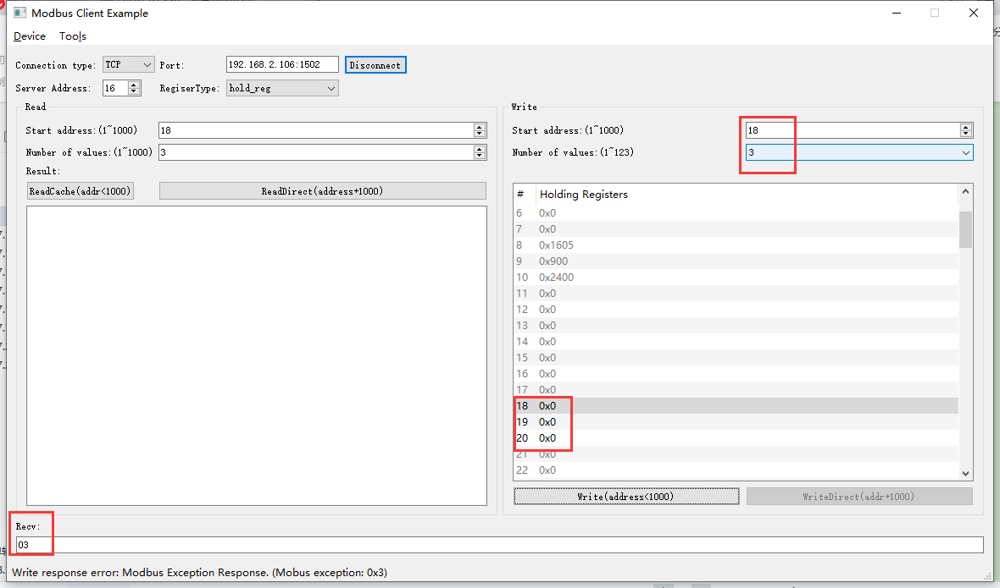 Modbus Client Example
Device Tools
Connection type: TCP Port: 192.168.2.106:1502 Disconnect
Server Address: 16 RegiserType: hold_reg
Read
Start address:(1~1000) 18
Number of values:(1~1000) 3
Result:
ReadCache(addr<1000) ReadDirect(address+1000)
Write
Start address:(1~1000) 18
Number of values:(1~123) 3
# Holding Registers
6 0x0
7 0x0
8 0x1605
9 0x900
10 0x2400
11 0x0
12 0x0
13 0x0
14 0x0
15 0x0
16 0x0
17 0x0
18 0x0
19 0x0
20 0x0
21 0x0
22 0x0
Write(address<1000) WriteDirect(addr+1000)
Recv:
03
Write response error: Modbus Exception Response. (Mobus exception: 0x3)